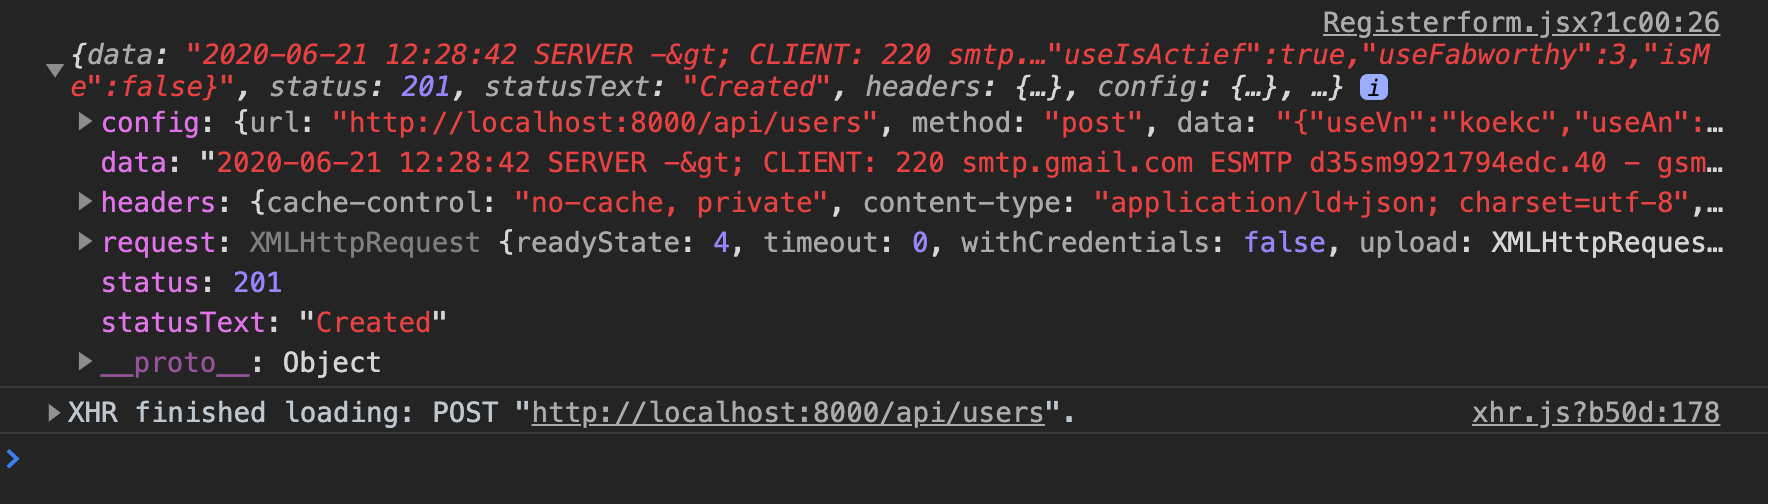 Registerform.jsx?1c00:26
{data: "2020-06-21 12:28:42 SERVER -&gt; CLIENT: 220 smtp.…"useIsActief":true,"useFabworthy":3,"isM
e":false}", status: 201, statusText: "Created", headers: {…}, config: {…}, …} i
config: {url: "http://localhost:8000/api/users", method: "post", data: "{"useVn":"koekc","useAn":…
data: "2020-06-21 12:28:42 SERVER -&gt; CLIENT: 220 smtp.gmail.com ESMTP d35sm9921794edc.40 - gsm…
headers: {cache-control: "no-cache, private", content-type: "application/ld+json; charset=utf-8",…
request: XMLHttpRequest {readyState: 4, timeout: 0, withCredentials: false, upload: XMLHttpReques…
status: 201
statusText: "Created"
__proto__: Object
XHR finished loading: POST "http://localhost:8000/api/users". xhr.js?b50d:178